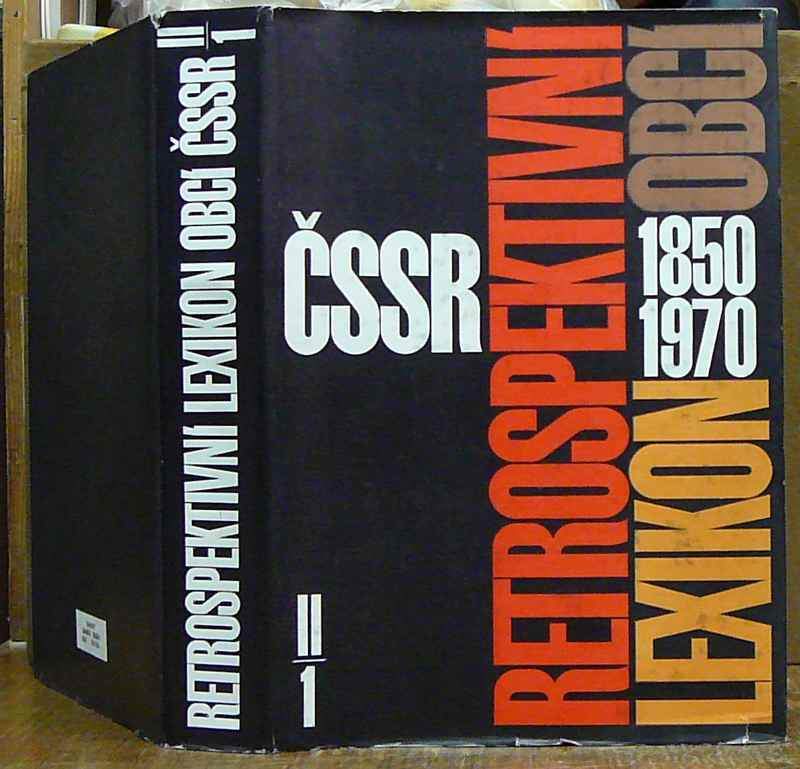 RETROSPEKTIVNÍ LEXIKON OBCÍ ČSSR II/1
ČSSR
II/1
RETROSPEKTIVNÍ
LEXIKON
1850
1970
OBCÍ